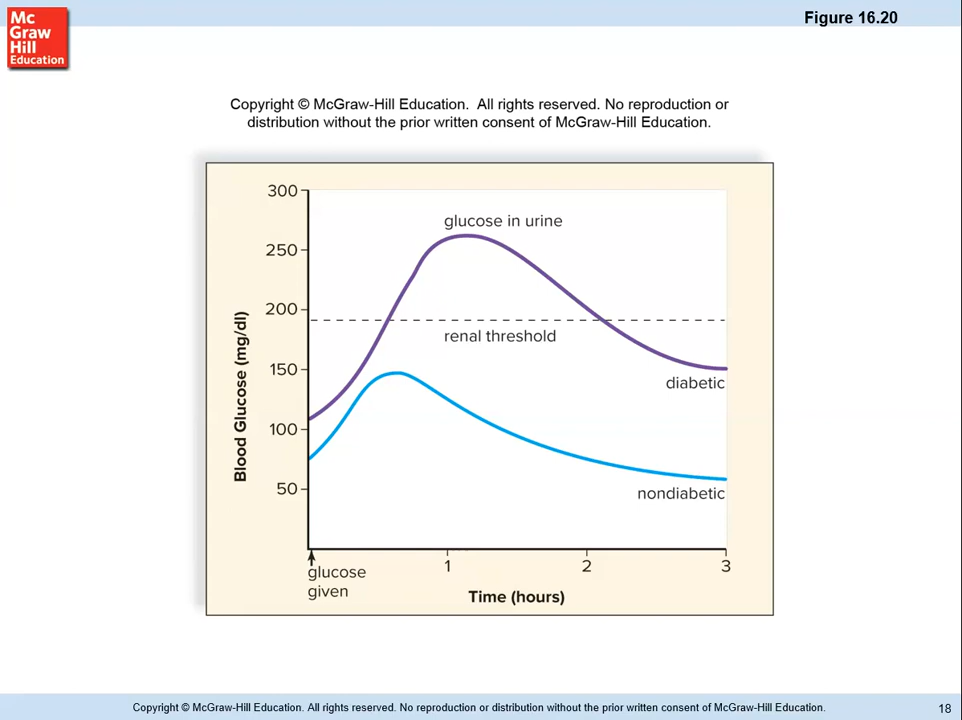 Mc
Graw
Hill
Education
Figure 16.20
Copyright © McGraw-Hill Education. All rights reserved. No reproduction or
distribution without the prior written consent of McGraw-Hill Education.
300
250
200
150
100
50
Blood Glucose (mg/dl)
glucose in urine
renal threshold
diabetic
nondiabetic
glucose
given
1
2
3
Time (hours)
Copyright © McGraw-Hill Education. All rights reserved. No reproduction or distribution without the prior written consent of McGraw-Hill Education.
18